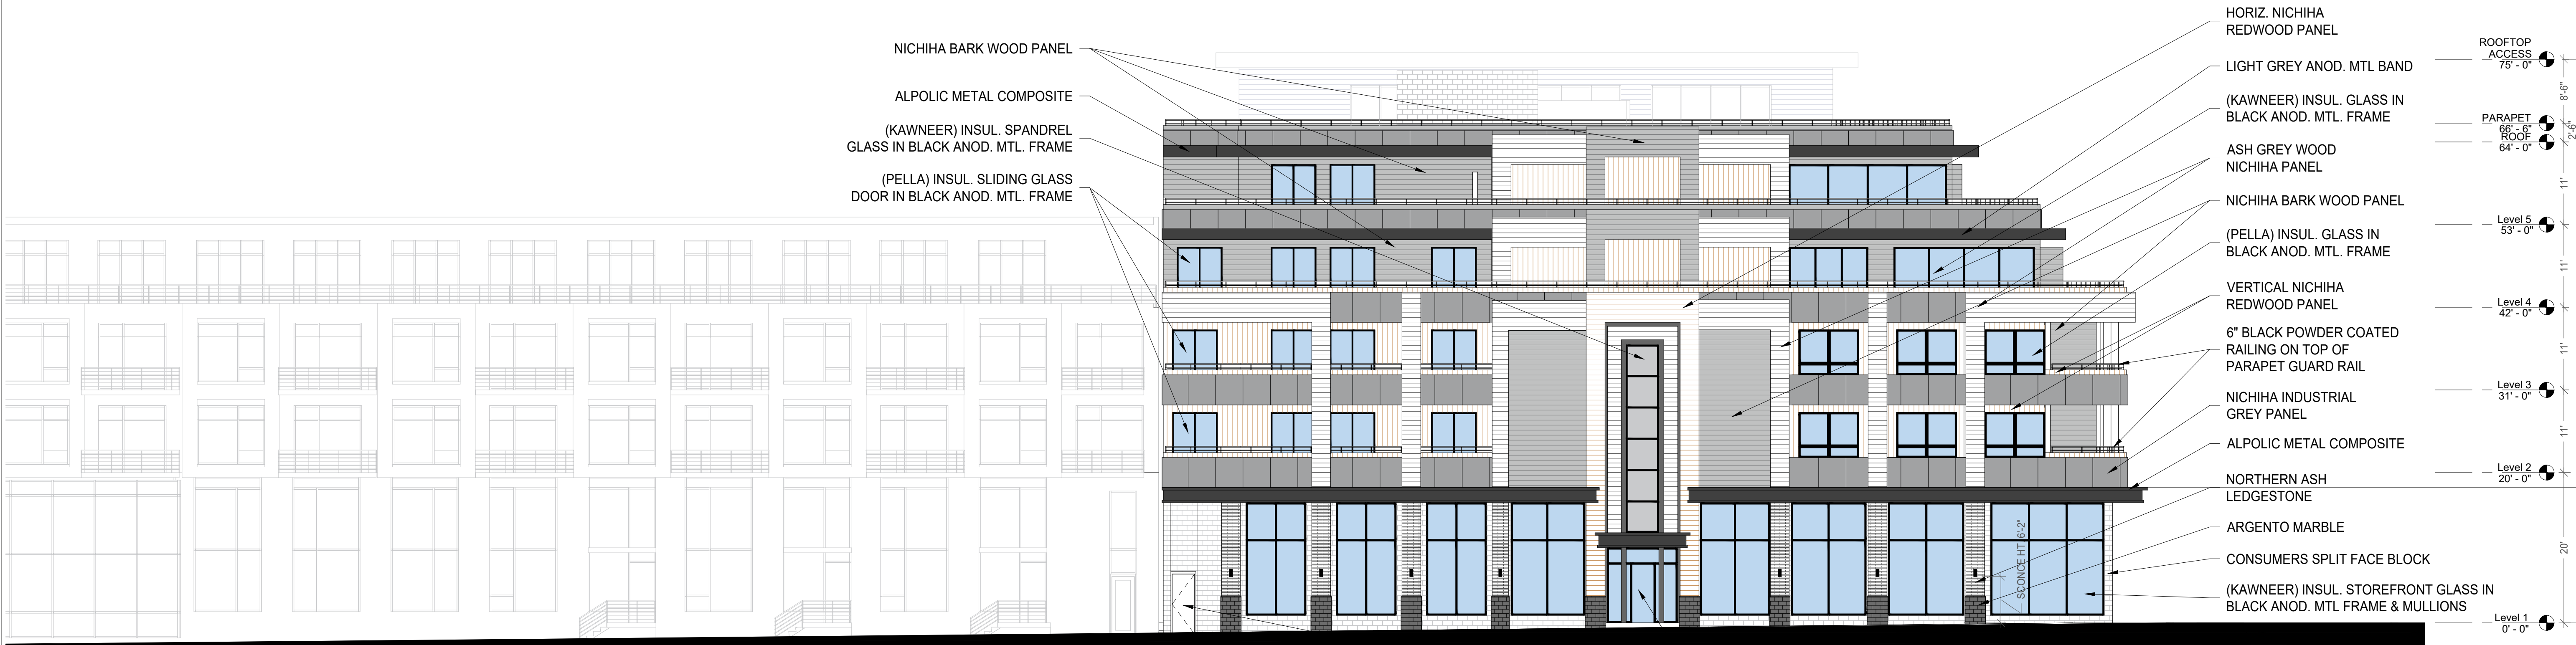 NICHIHA BARK WOOD PANEL
ALPOLIC METAL COMPOSITE
(KAWNEER) INSUL. SPANDREL
GLASS IN BLACK ANOD. MTL. FRAME
(PELLA) INSUL. SLIDING GLASS
DOOR IN BLACK ANOD. MTL. FRAME
HORIZ. NICHIHA
REDWOOD PANEL
LIGHT GREY ANOD. MTL BAND
(KAWNEER) INSUL. GLASS IN
BLACK ANOD. MTL. FRAME
ASH GREY WOOD
NICHIHA PANEL
NICHIHA BARK WOOD PANEL
(PELLA) INSUL. GLASS IN
BLACK ANOD. MTL. FRAME
VERTICAL NICHIHA
REDWOOD PANEL
6" BLACK POWDER COATED
RAILING ON TOP OF
PARAPET GUARD RAIL
NICHIHA INDUSTRIAL
GREY PANEL
ALPOLIC METAL COMPOSITE
NORTHERN ASH
LEDGESTONE
ARGENTO MARBLE
CONSUMERS SPLIT FACE BLOCK
(KAWNEER) INSUL. STOREFRONT GLASS IN
BLACK ANOD. MTL FRAME & MULLIONS
SCONCE HT. 6'-2"
ROOFTOP
ACCESS
75' - 0"
PARAPET
66' - 6"
ROOF
64' - 0"
Level 5
53' - 0"
Level 4
42' - 0"
Level 3
31' - 0"
Level 2
20' - 0"
Level 1
0' - 0"
8'-6"
2'-6"
11'
11'
11'
11'
20'